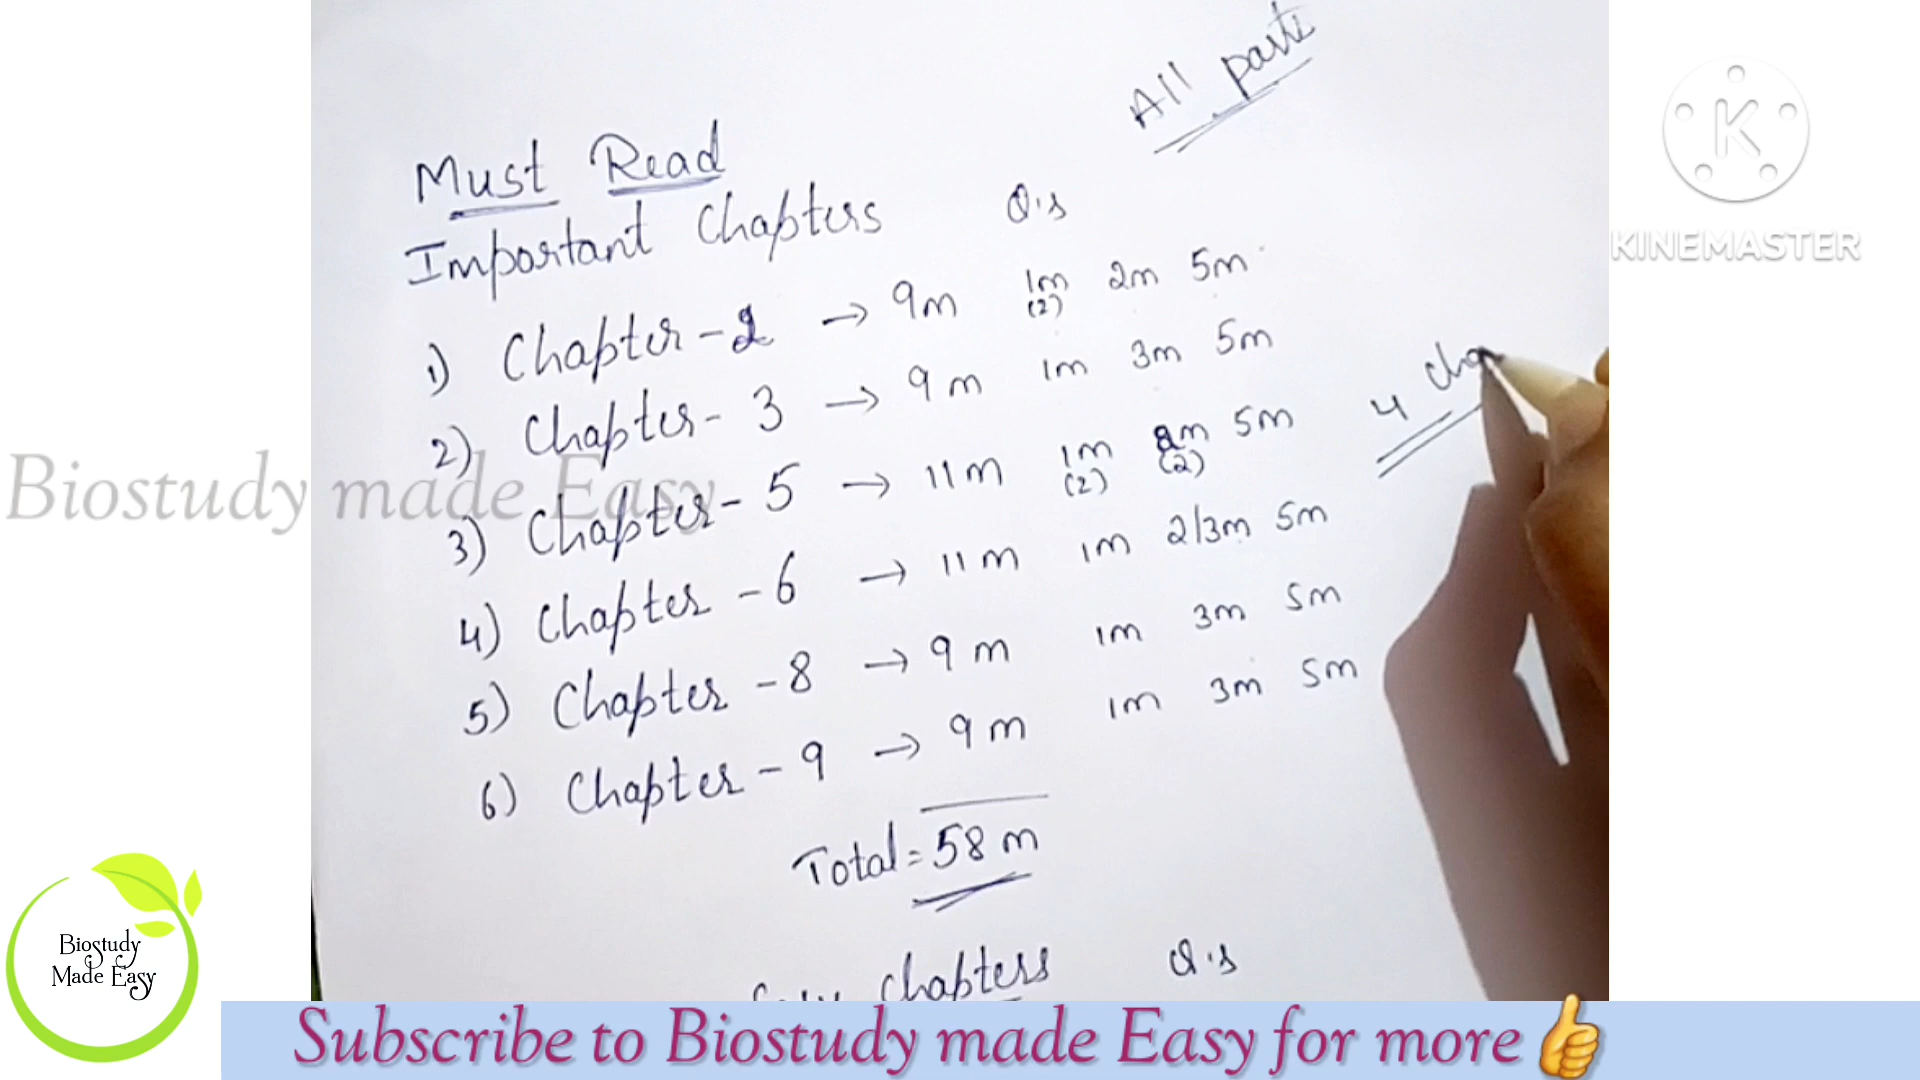 All parts
Must Read
Important Chapters Q.s
1) Chapter - 2 → 9m 1m (2) 2m 5m
2) Chapter - 3 → 9m 1m 3m 5m
3) Chapter - 5 → 11m 1m (2) 2m (2) 5m
4) Chapter - 6 → 11m 1m 2/3m 5m
5) Chapter - 8 → 9m 1m 3m 5m
6) Chapter - 9 → 9m 1m 3m 5m
Total = 58m
4 cha
Chapters Q.s
KINEMASTER
Biostudy made Easy
Biostudy
Made Easy
Subscribe to Biostudy made Easy for more